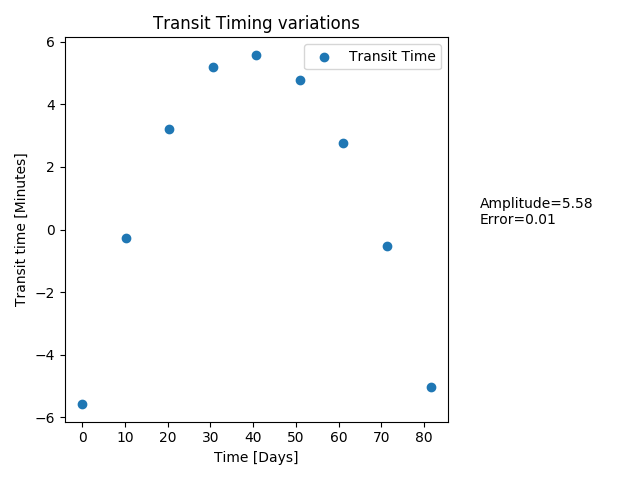 Transit Timing variations
Transit Time
Transit time [Minutes]
6
4
2
0
−2
−4
−6
0 10 20 30 40 50 60 70 80
Time [Days]
Amplitude=5.58
Error=0.01